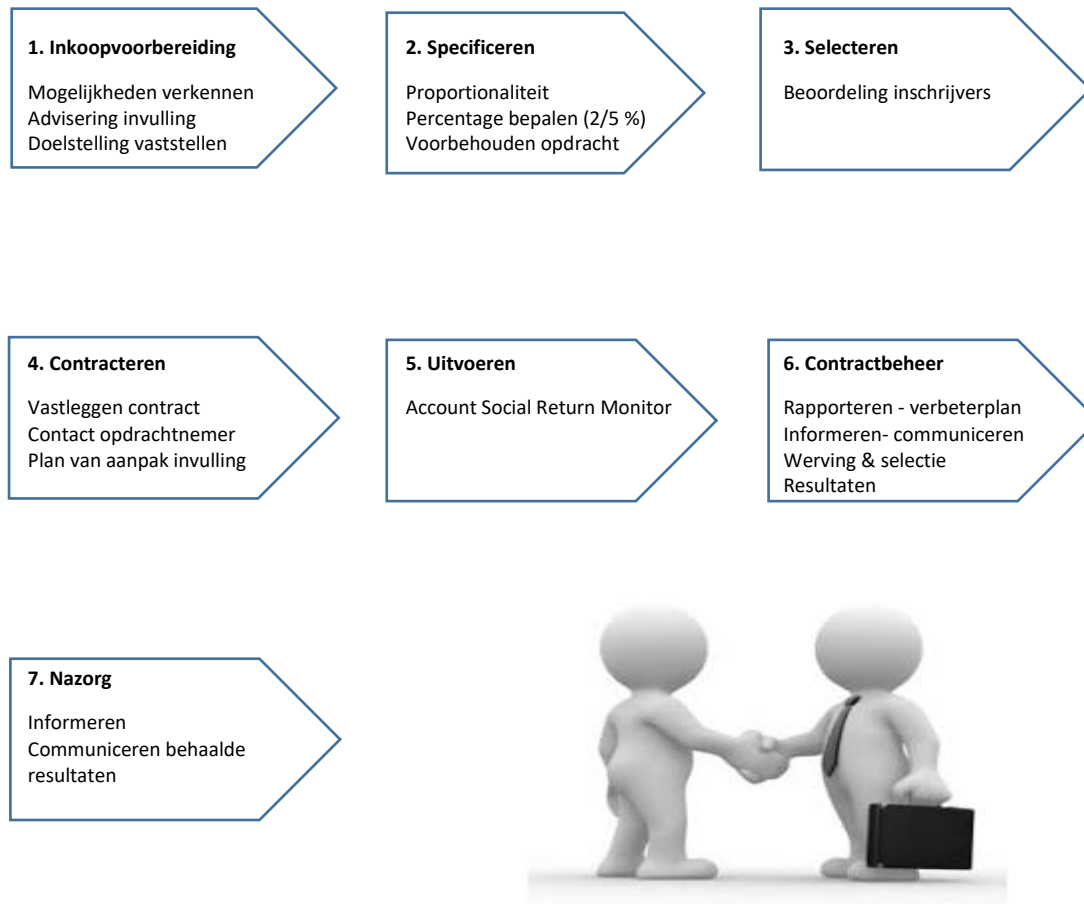 1. Inkoopvoorbereiding
Mogelijkheden verkennen
Advisering invulling
Doelstelling vaststellen
2. Specificeren
Proportionaliteit
Percentage bepalen (2/5 %)
Voorbehouden opdracht
3. Selecteren
Beoordeling inschrijvers
4. Contracteren
Vastleggen contract
Contact opdrachtnemer
Plan van aanpak invulling
5. Uitvoeren
Account Social Return Monitor
6. Contractbeheer
Rapporteren - verbeterplan
Informeren- communiceren
Werving & selectie
Resultaten
7. Nazorg
Informeren
Communiceren behaalde
resultaten